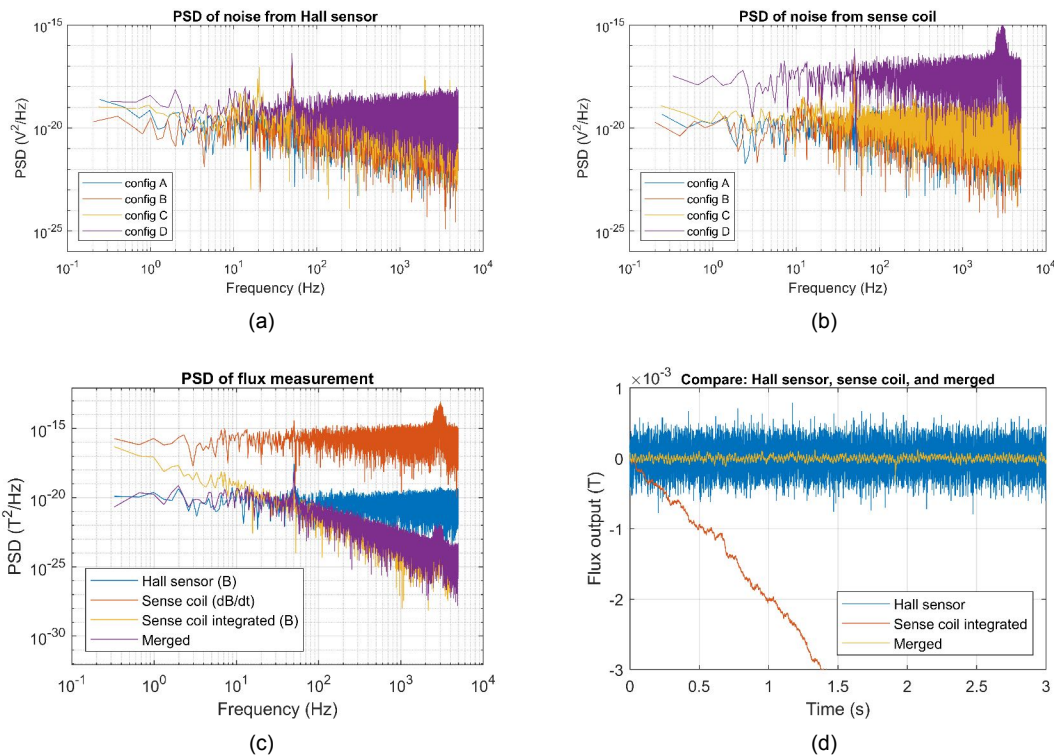 PSD of noise from Hall sensor
10^-15
10^-20
10^-25
PSD (V^2/Hz)
config A
config B
config C
config D
10^-1 10^0 10^1 10^2 10^3 10^4
Frequency (Hz)
(a)
PSD of noise from sense coil
10^-15
10^-20
10^-25
PSD (V^2/Hz)
config A
config B
config C
config D
10^-1 10^0 10^1 10^2 10^3 10^4
Frequency (Hz)
(b)
PSD of flux measurement
10^-15
10^-20
10^-25
10^-30
PSD (T^2/Hz)
Hall sensor (B)
Sense coil (dB/dt)
Sense coil integrated (B)
Merged
10^-1 10^0 10^1 10^2 10^3 10^4
Frequency (Hz)
(c)
×10^-3 Compare: Hall sensor, sense coil, and merged
1
0
-1
-2
-3
Flux output (T)
Hall sensor
Sense coil integrated
Merged
0 0.5 1 1.5 2 2.5 3
Time (s)
(d)